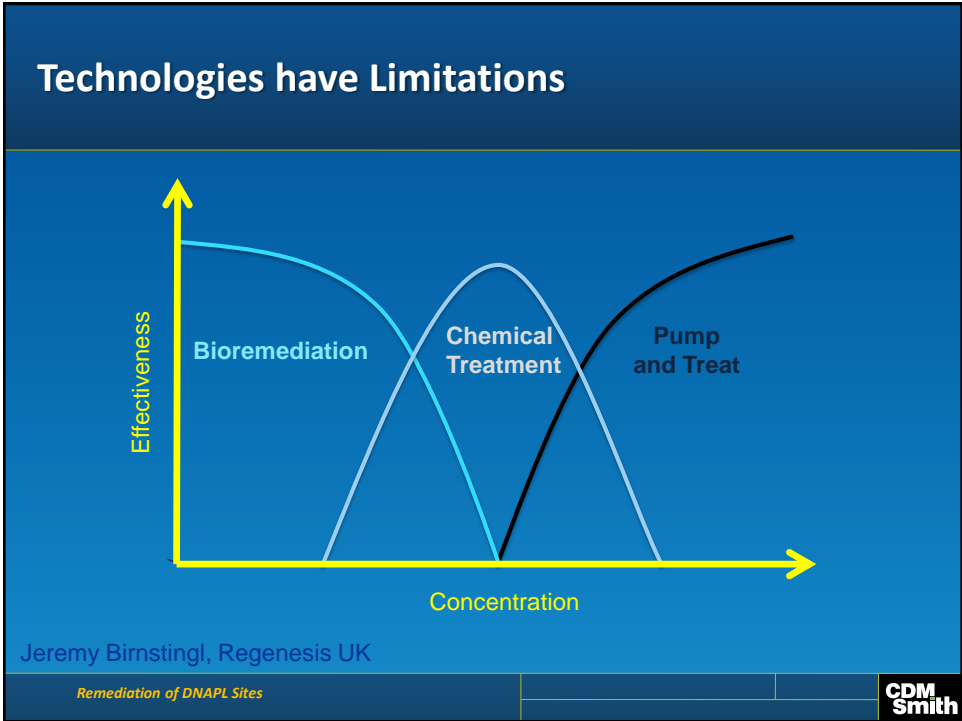 Technologies have Limitations
Effectiveness
Bioremediation
Chemical
Treatment
Pump
and Treat
Concentration
Jeremy Birnstingl, Regenesis UK
Remediation of DNAPL Sites
CDM
Smith